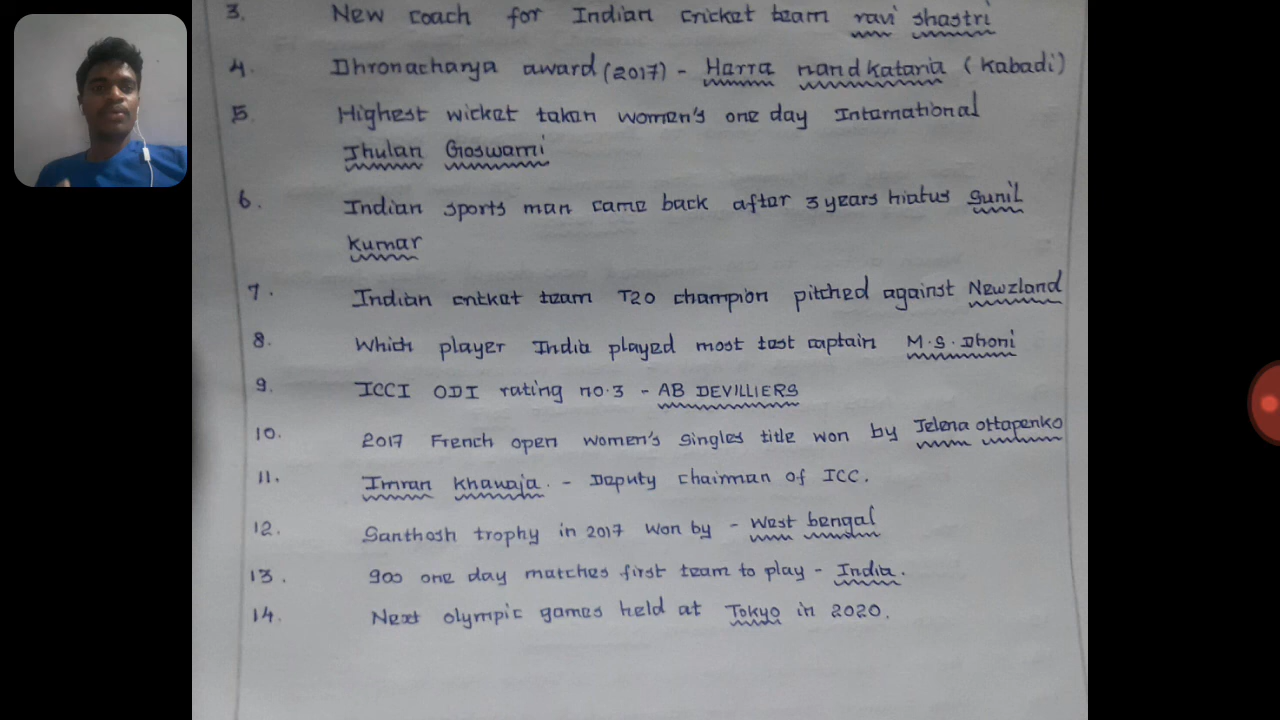 3. New coach for Indian cricket team ravi shastri
4. Dhronacharya award (2017) - Harra nand kataria (Kabadi)
5. Highest wicket taken women's one day International
Jhulan Goswami
6. Indian sports man came back after 3 years hiatus Sunil
kumar
7. Indian cricket team T20 champion pitched against Newzland
8. Which player India played most test captain M.S. Dhoni
9. ICCI ODI rating no.3 - AB DEVILLIERS
10. 2017 French open women's singles title won by Jelena ottapenko
11. Imran khawaja. - Deputy chairman of ICC.
12. Santhosh trophy in 2017 won by - West bengal
13. 900 one day matches first team to play - India.
14. Next olympic games held at Tokyo in 2020.